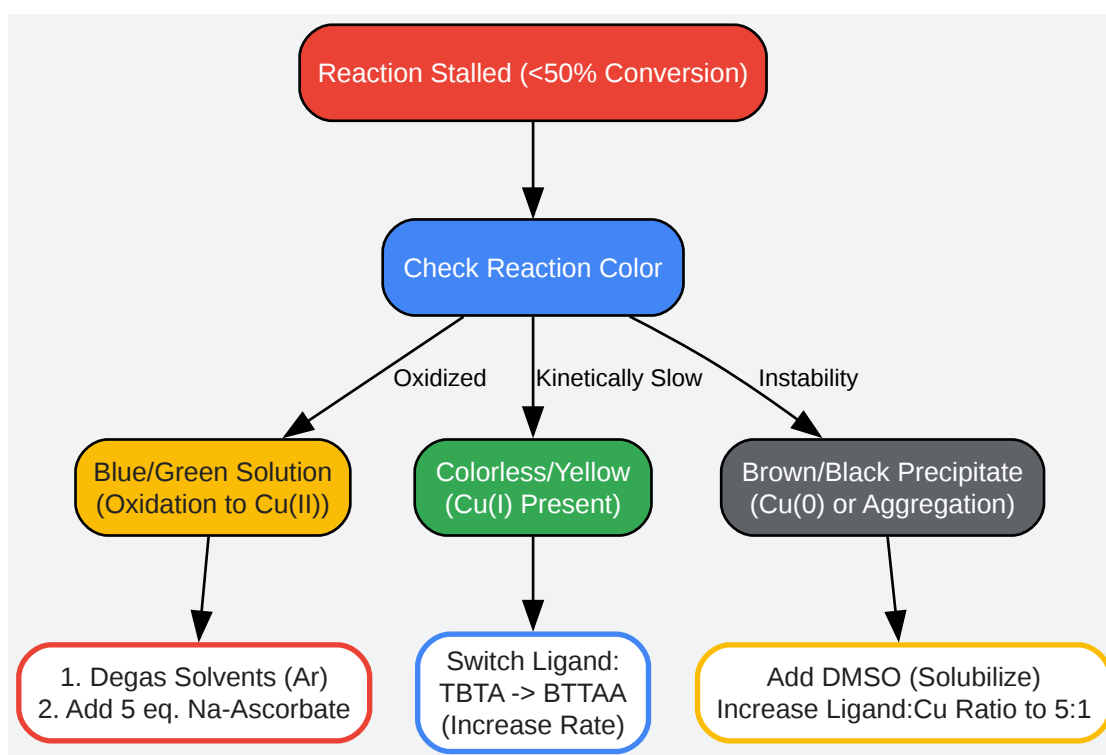 Reaction Stalled (<50% Conversion)
Check Reaction Color
Oxidized
Kinetically Slow
Instability
Blue/Green Solution
(Oxidation to Cu(II))
Colorless/Yellow
(Cu(I) Present)
Brown/Black Precipitate
(Cu(0) or Aggregation)
1. Degas Solvents (Ar)
2. Add 5 eq. Na-Ascorbate
Switch Ligand:
TBTA -> BTTAA
(Increase Rate)
Add DMSO (Solubilize)
Increase Ligand:Cu Ratio to 5:1